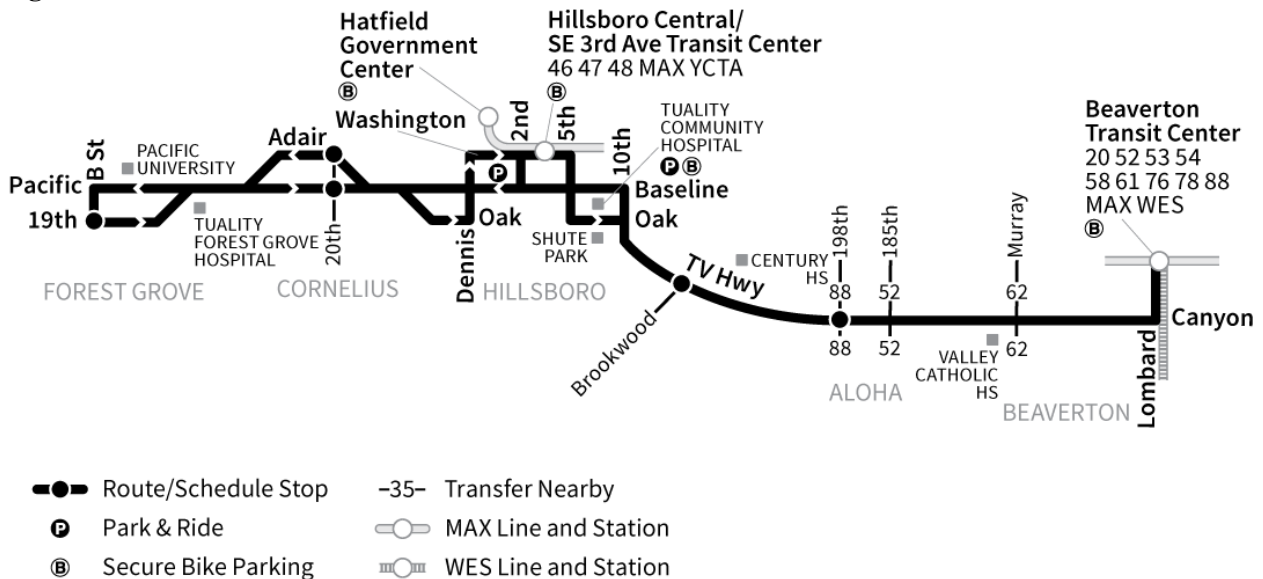 Hatfield
Government
Center
B
Hillsboro Central/
SE 3rd Ave Transit Center
46 47 48 MAX YCTA
B
Washington
2nd
5th
10th
TUALITY
COMMUNITY
HOSPITAL
P B
Beaverton
Transit Center
20 52 53 54
58 61 76 78 88
MAX WES
B
B St
PACIFIC
UNIVERSITY
Adair
P
Pacific
Baseline
19th
Oak
Oak
TUALITY
FOREST GROVE
HOSPITAL
20th
Dennis
SHUTE
PARK
FOREST GROVE
CORNELIUS
HILLSBORO
TV Hwy
Brookwood
CENTURY
HS
198th
88
88
185th
52
52
Murray
62
62
VALLEY
CATHOLIC
HS
Canyon
Lombard
ALOHA
BEAVERTON
Route/Schedule Stop
–35– Transfer Nearby
P Park & Ride
MAX Line and Station
B Secure Bike Parking
WES Line and Station